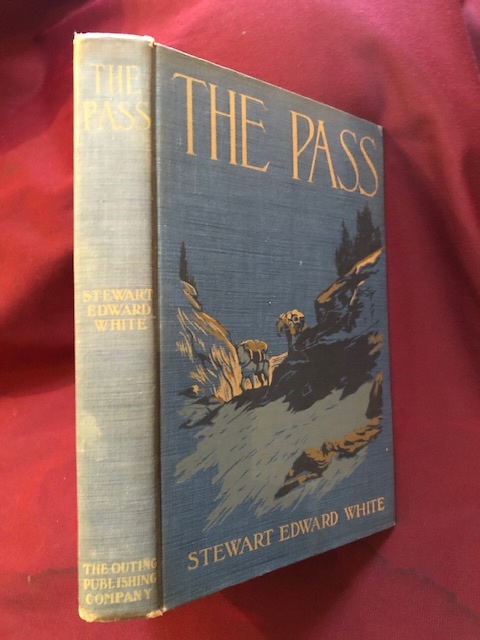 THE
PASS
STEWART
EDWARD
WHITE
THE OUTING
PUBLISHING
COMPANY
THE PASS
STEWART EDWARD WHITE